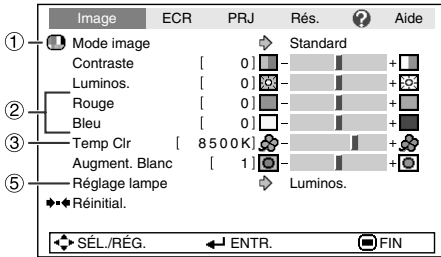 Image ECR PRJ Rés. ? Aide
① Mode image Standard
Contraste [ 0] - +
Luminos. [ 0] - +
② Rouge [ 0] - +
Bleu [ 0] - +
③ Temp Clr [ 8500K] - +
Augment. Blanc [ 1] - +
⑤ Réglage lampe Luminos.
Réinitial.
SÉL./RÉG. ENTR. FIN